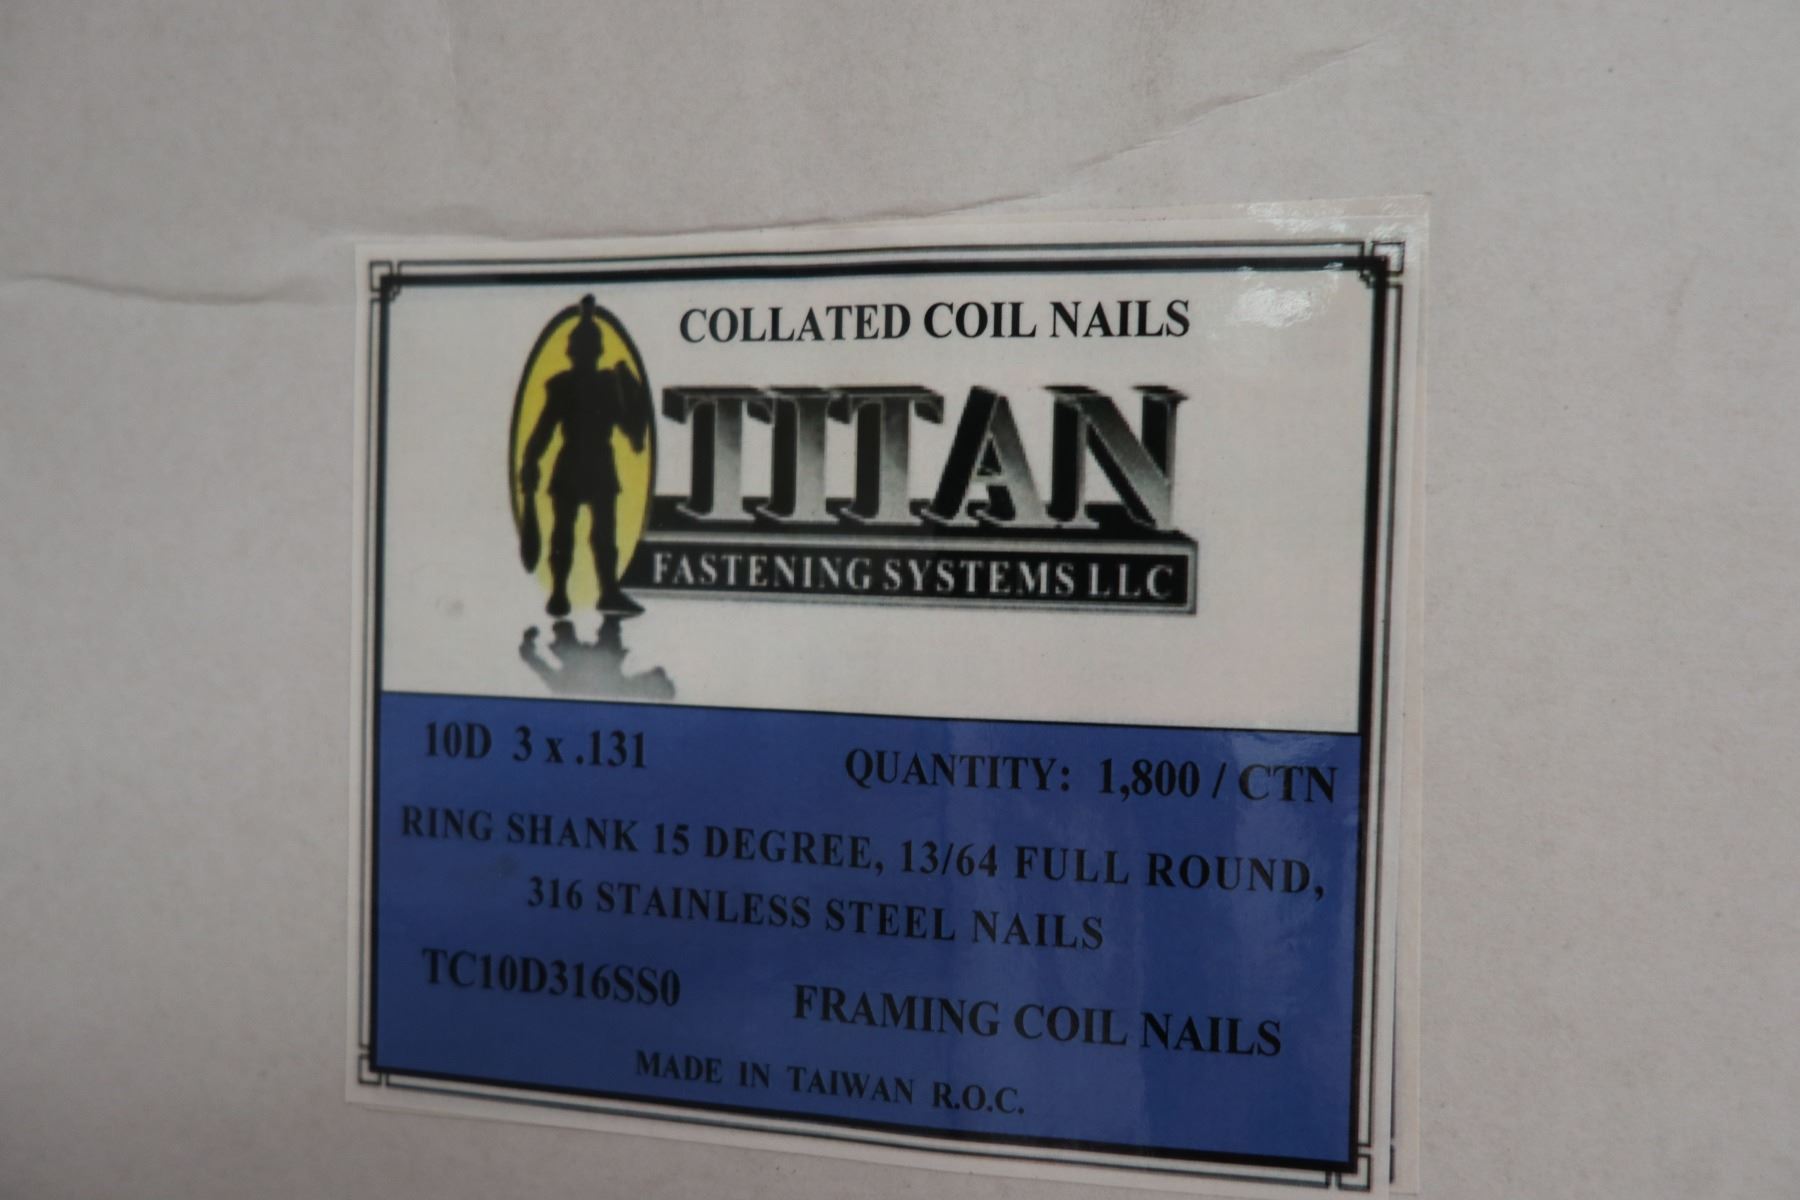 COLLATED COIL NAILS
TITAN
FASTENING SYSTEMS LLC
10D 3 x .131 QUANTITY: 1,800 / CTN
RING SHANK 15 DEGREE, 13/64 FULL ROUND,
316 STAINLESS STEEL NAILS
TC10D316SS0 FRAMING COIL NAILS
MADE IN TAIWAN R.O.C.